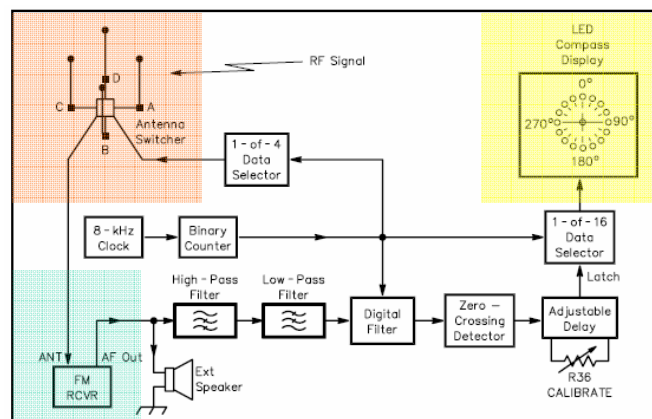 LED
Compass
Display
RF Signal
D
C
A
B
Antenna
Switcher
0°
270°
90°
180°
1-of-4
Data
Selector
8-kHz
Clock
Binary
Counter
1-of-16
Data
Selector
High-Pass
Filter
Low-Pass
Filter
Latch
Digital
Filter
Zero-
Crossing
Detector
Adjustable
Delay
ANT
AF Out
FM
RCVR
Ext
Speaker
R36
CALIBRATE